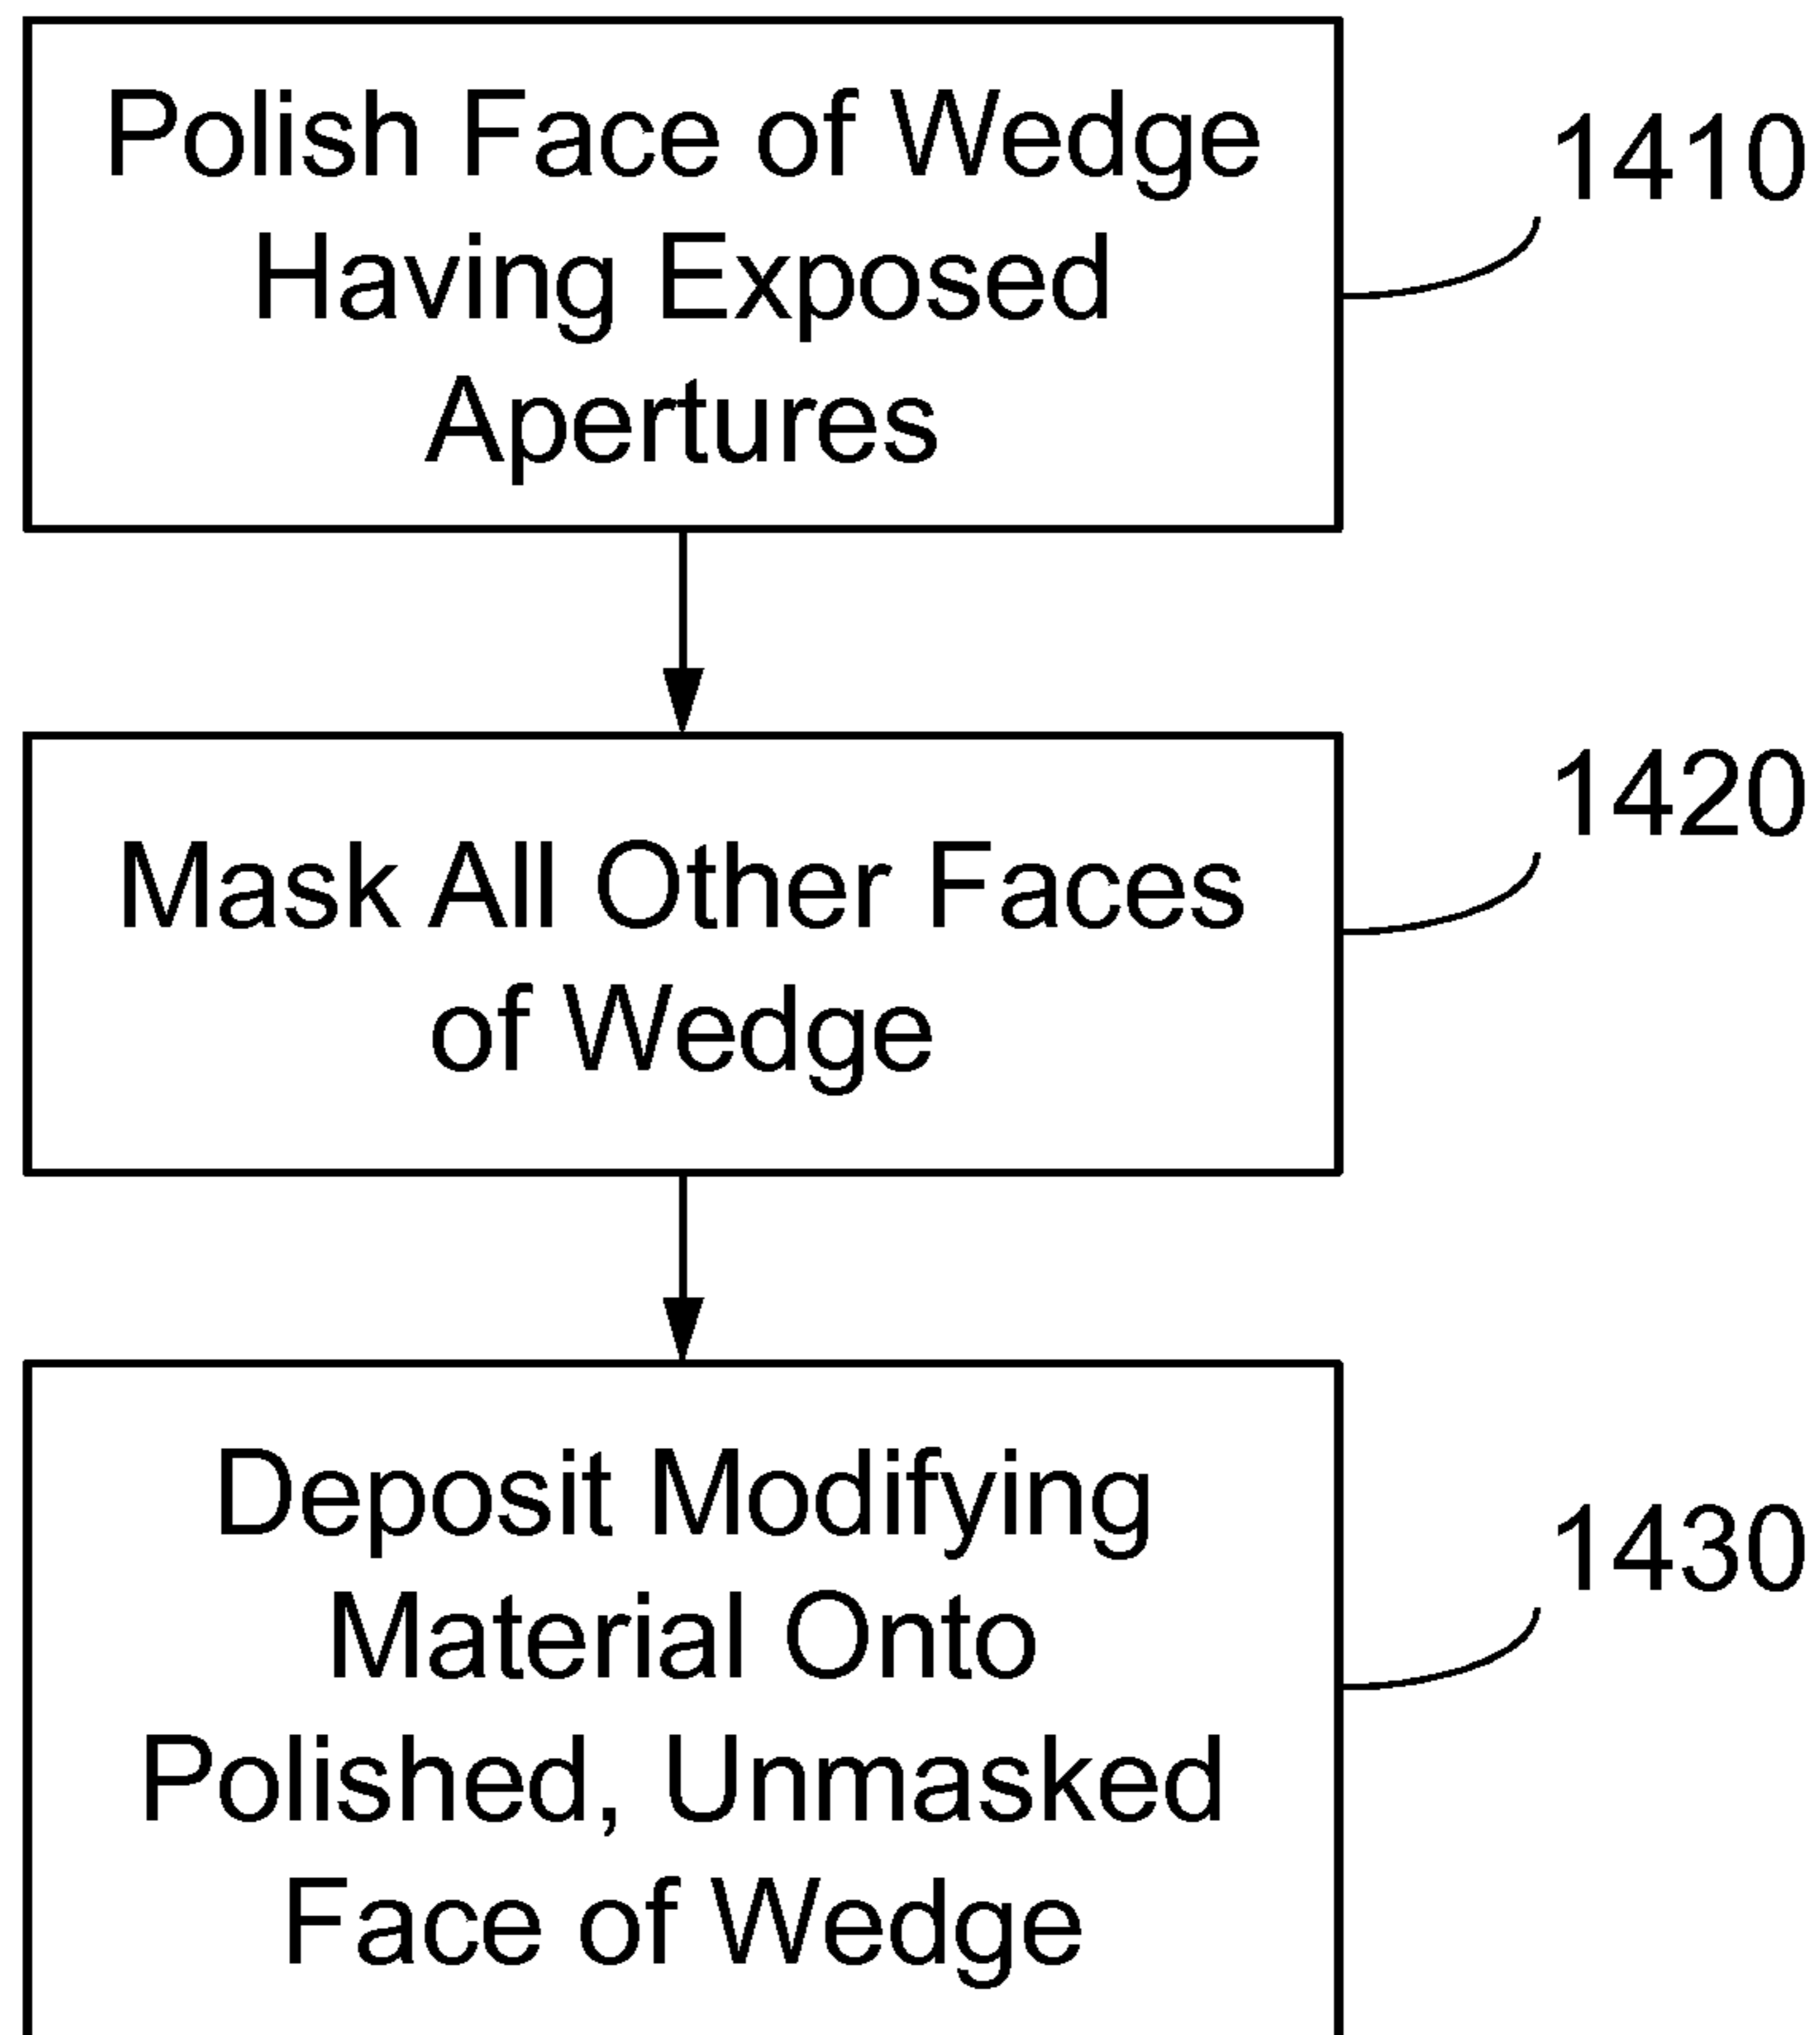 Polish Face of Wedge
Having Exposed
Apertures
1410
Mask All Other Faces
of Wedge
1420
Deposit Modifying
Material Onto
Polished, Unmasked
Face of Wedge
1430